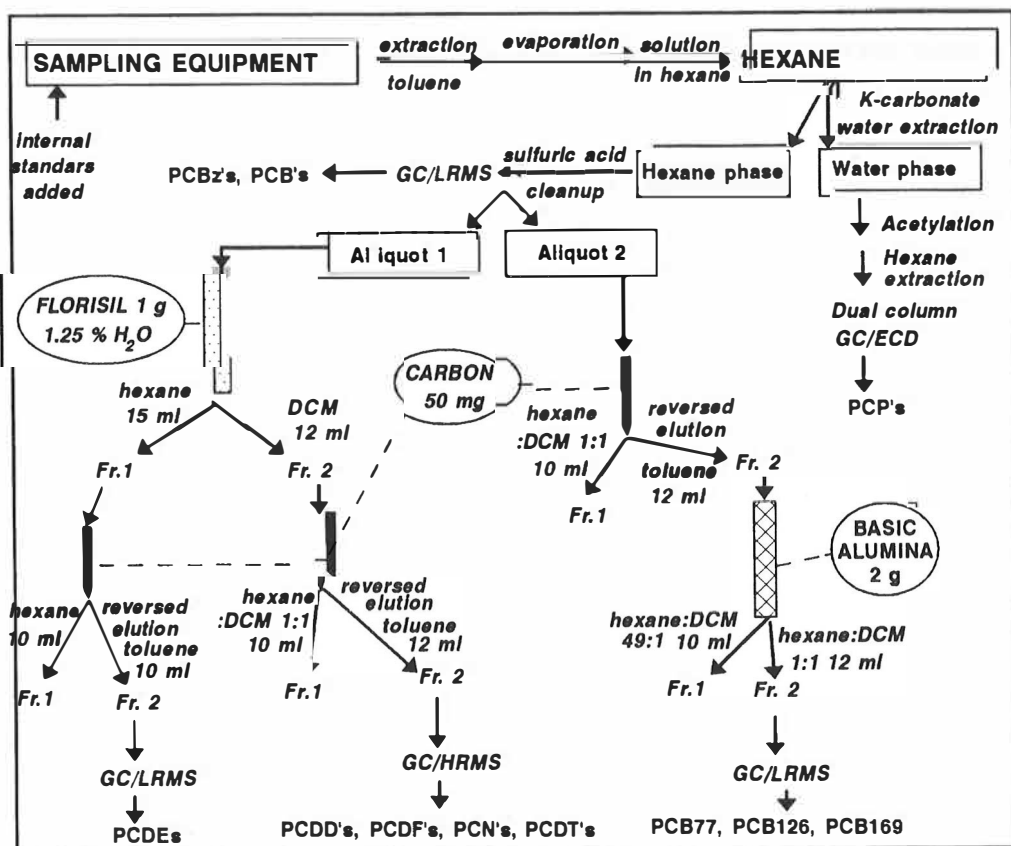 SAMPLING EQUIPMENT
extraction
toluene
evaporation
solution
In hexane
HEXANE
internal
standars
added
K-carbonate
water extraction
PCBz's, PCB's
GC/LRMS
sulfuric acid
cleanup
Hexane phase
Water phase
Al iquot 1
Aliquot 2
Acetylation
Hexane
extraction
Dual column
GC/ECD
PCP's
FLORISIL 1 g
1.25 % H₂O
hexane
15 ml
DCM
12 ml
Fr.1
Fr. 2
CARBON
50 mg
hexane
:DCM 1:1
10 ml
reversed
elution
toluene
12 ml
Fr.1
Fr. 2
BASIC
ALUMINA
2 g
hexane
10 ml
reversed
elution
toluene
10 ml
Fr.1
Fr. 2
hexane
:DCM 1:1
10 ml
reversed
elution
toluene
12 ml
Fr.1
Fr. 2
hexane:DCM
49:1 10 ml
hexane:DCM
1:1 12 ml
Fr.1
Fr. 2
GC/LRMS
PCDEs
GC/HRMS
PCDD's, PCDF's, PCN's, PCDT's
GC/LRMS
PCB77, PCB126, PCB169